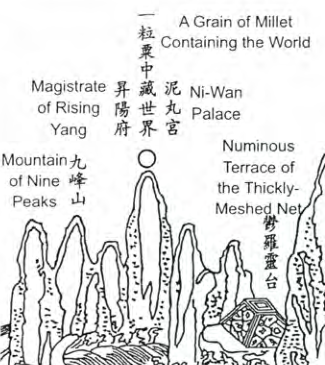 一粒粟中藏世界
A Grain of Millet
Containing the World
Magistrate
of Rising
Yang
昇陽府
泥丸宮
Ni-Wan
Palace
Mountain
of Nine
Peaks
九峰山
Numinous
Terrace of
the Thickly-
Meshed Net
鬱羅靈台